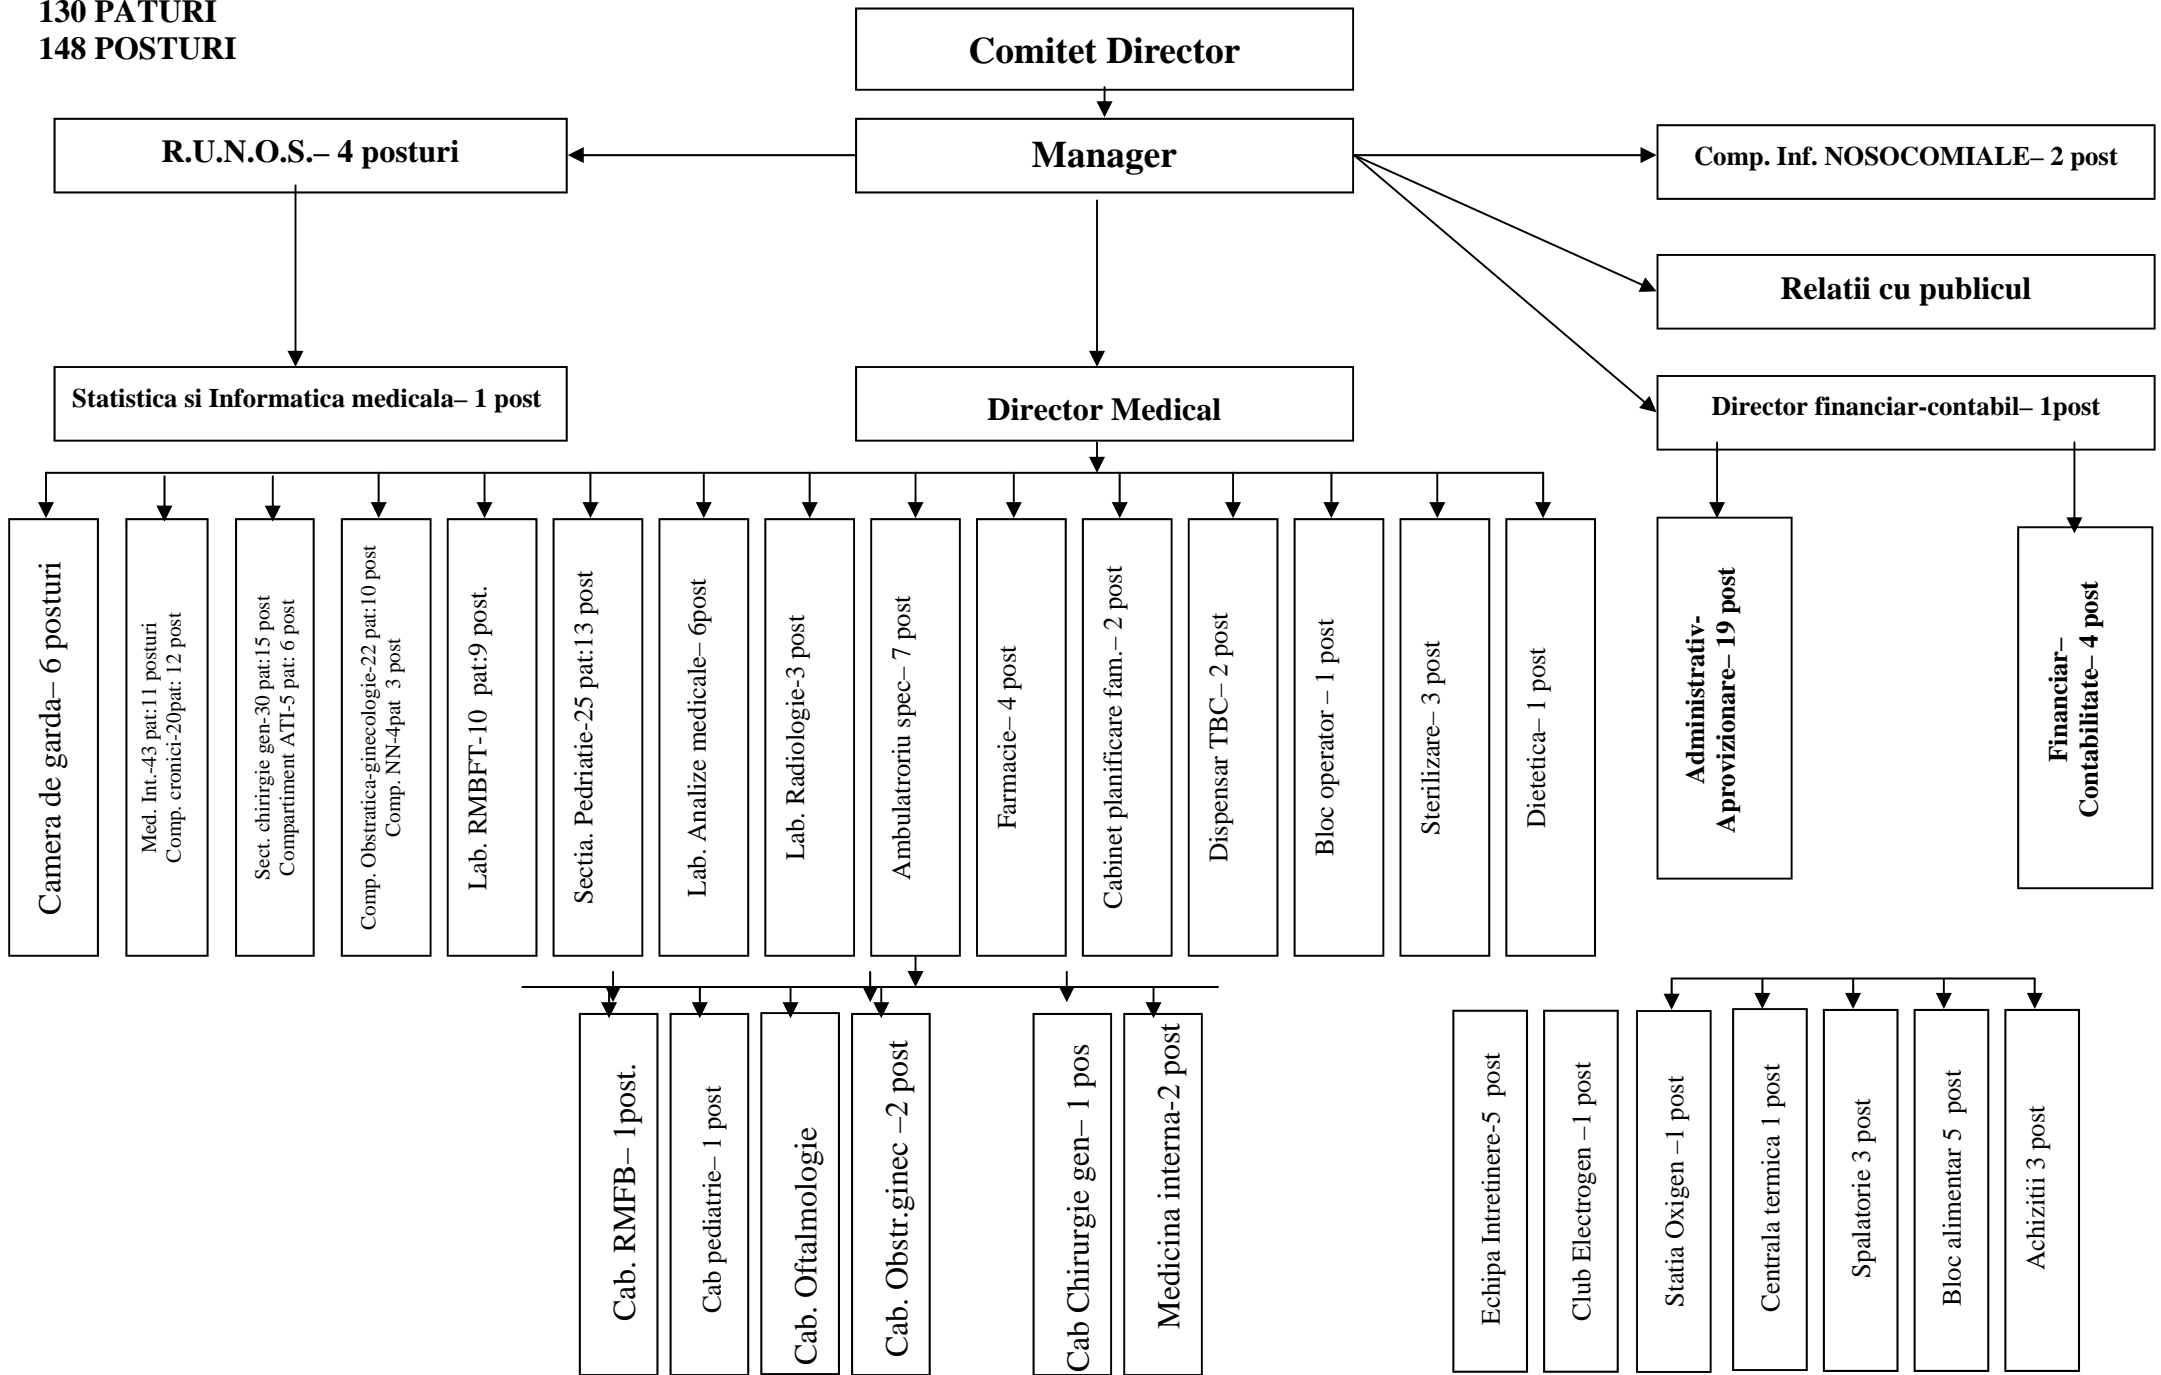 130 PATURI
148 POSTURI
Comitet Director
R.U.N.O.S.– 4 posturi
Manager
Comp. Inf. NOSOCOMIALE– 2 post
Relatii cu publicul
Statistica si Informatica medicala– 1 post
Director Medical
Director financiar-contabil– 1post
Camera de garda– 6 posturi
Med. Int.-43 pat:11 posturi
Comp. cronici-20pat: 12 post
Sect. chirirgie gen-30 pat:15 post
Compartiment ATI-5 pat: 6 post
Comp. Obstratica-ginecologie-22 pat:10 post
Comp. NN-4pat 3 post
Lab. RMBFT-10 pat:9 post.
Sectia. Pedriatie-25 pat:13 post
Lab. Analize medicale– 6post
Lab. Radiologie-3 post
Ambulatroriu spec– 7 post
Farmacie– 4 post
Cabinet planificare fam.– 2 post
Dispensar TBC– 2 post
Bloc operator – 1 post
Sterilizare– 3 post
Dietetica– 1 post
Administrativ-
Aprovizionare– 19 post
Financiar–
Contabilitate– 4 post
Cab. RMFB– 1post.
Cab pediatrie– 1 post
Cab. Oftalmologie
Cab. Obstr.ginec –2 post
Cab Chirurgie gen– 1 pos
Medicina interna-2 post
Echipa Intretinere-5 post
Club Electrogen –1 post
Statia Oxigen –1 post
Centrala termica 1 post
Spalatorie 3 post
Bloc alimentar 5 post
Achizitii 3 post